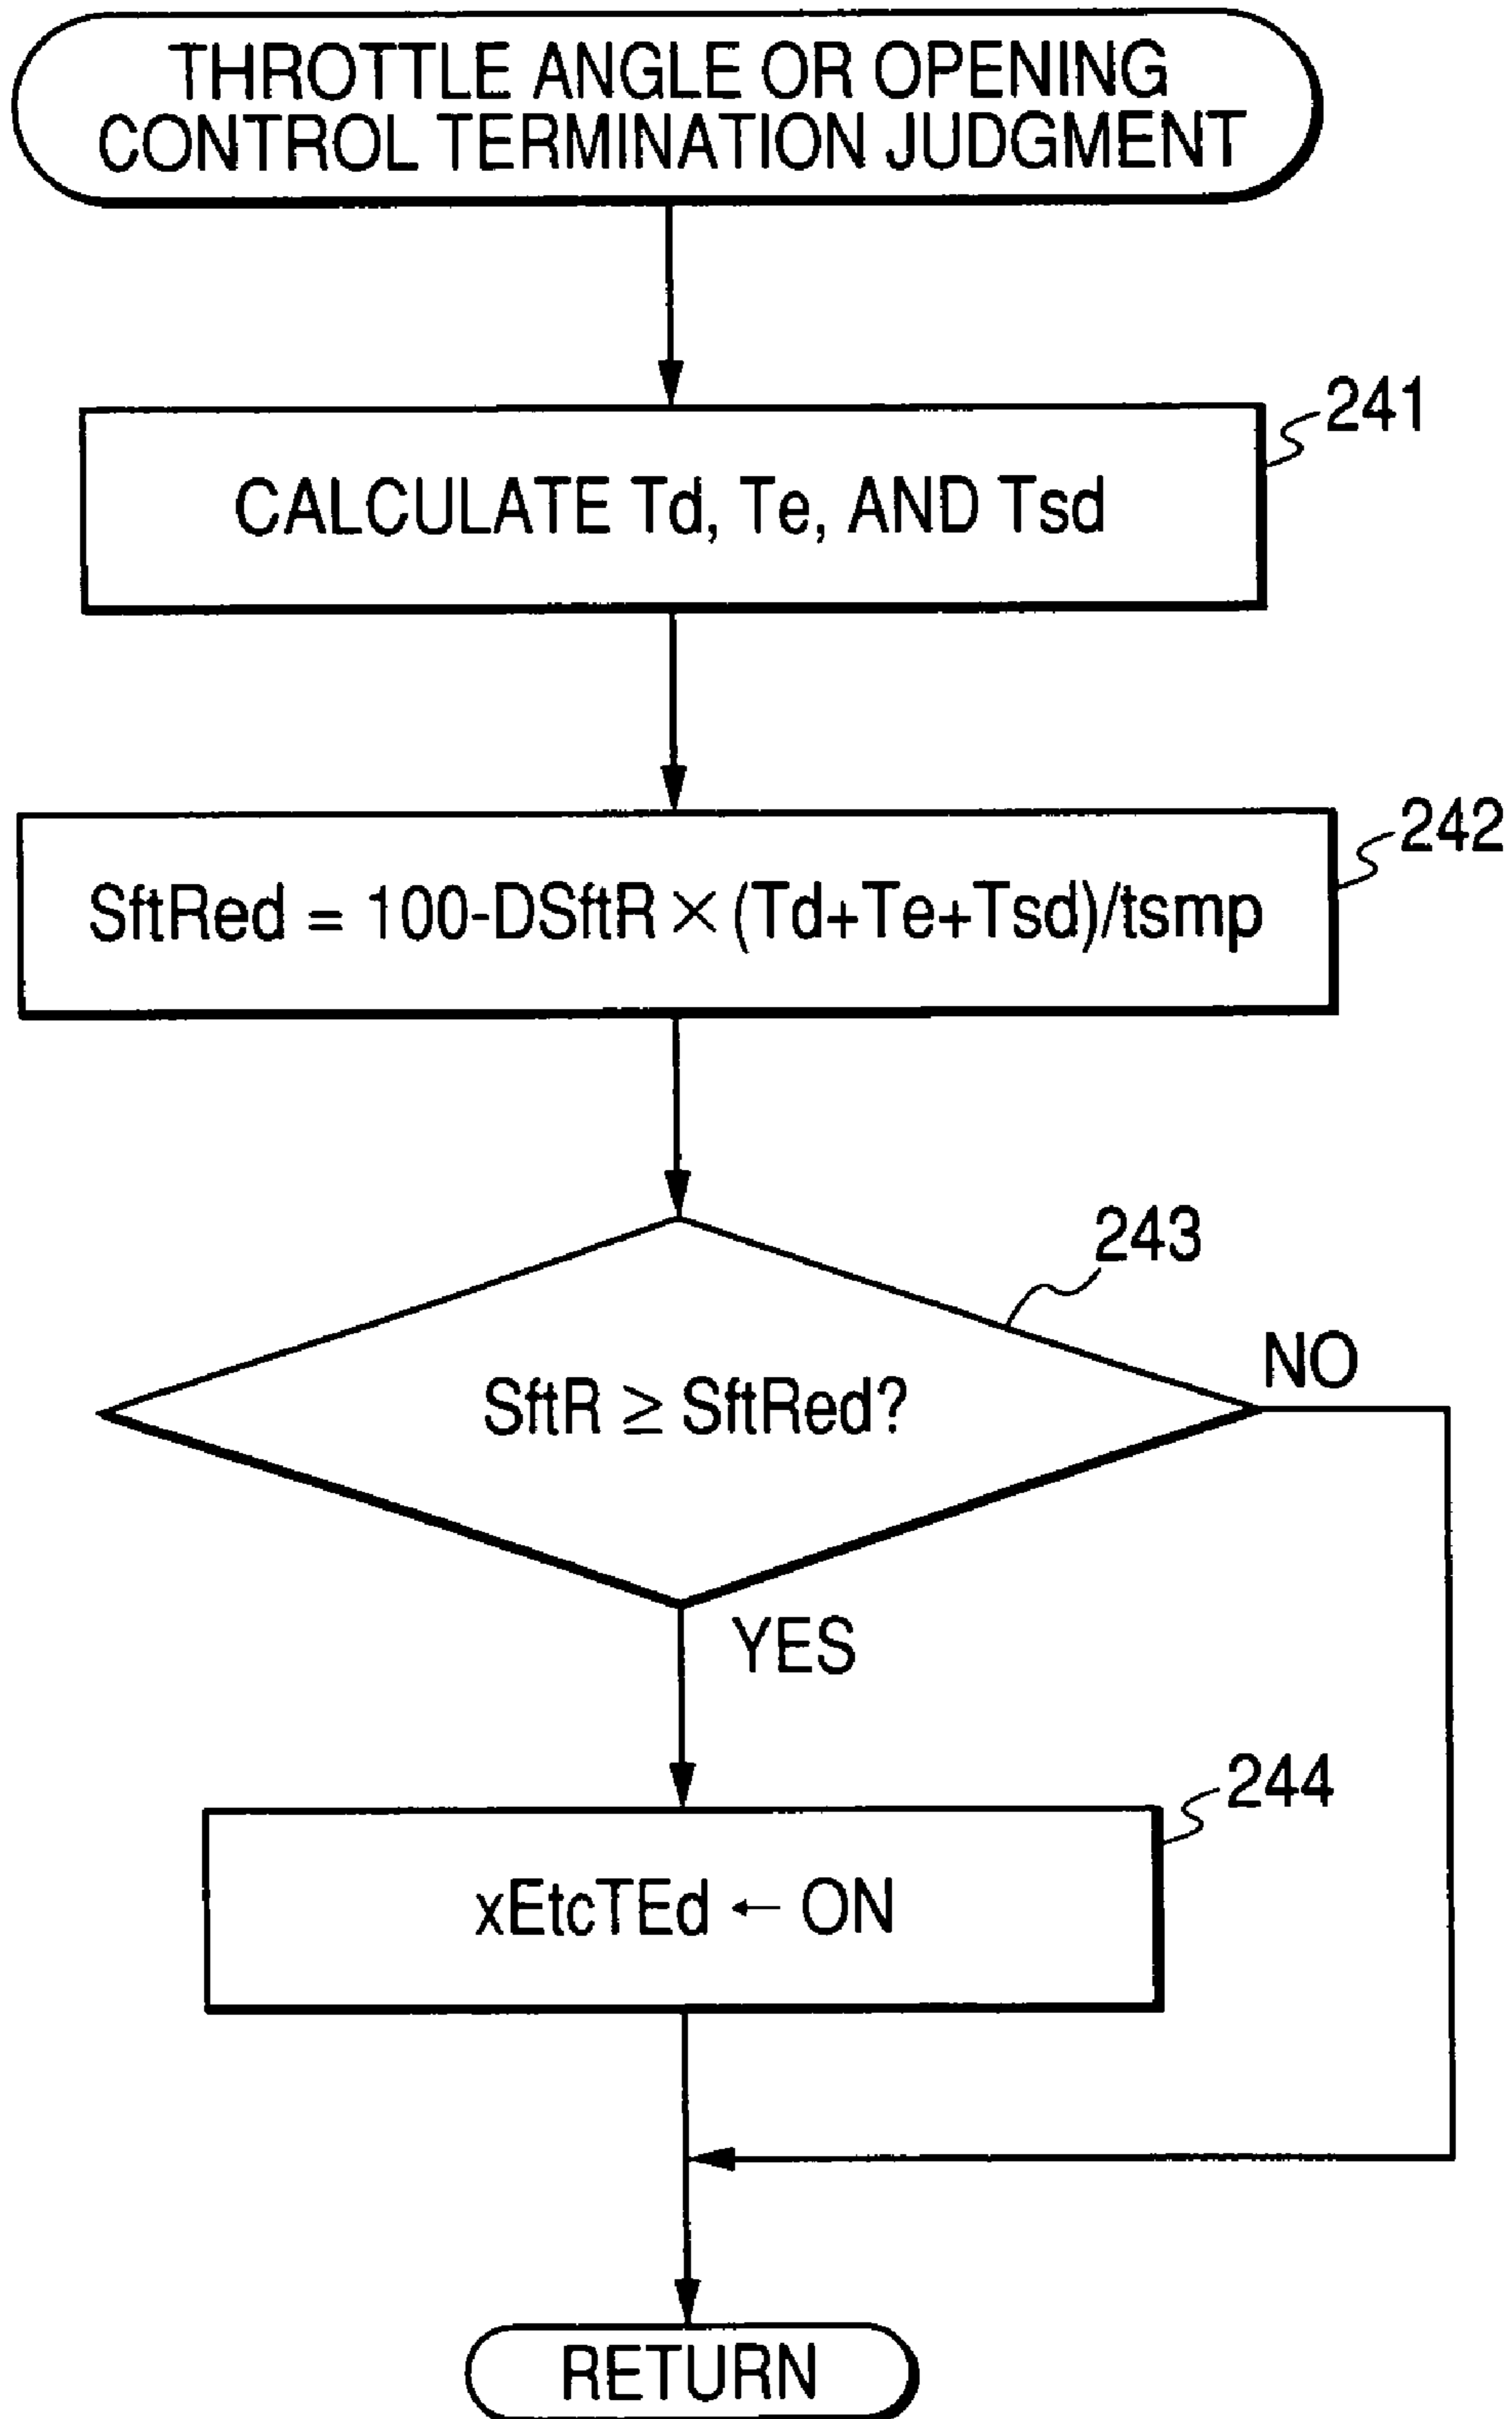 THROTTLE ANGLE OR OPENING
CONTROL TERMINATION JUDGMENT
241
CALCULATE Td, Te, AND Tsd
242
SftRed = 100-DSftR × (Td+Te+Tsd)/tsmp
243
NO
SftR ≥ SftRed?
YES
244
xEtcTEd ← ON
RETURN